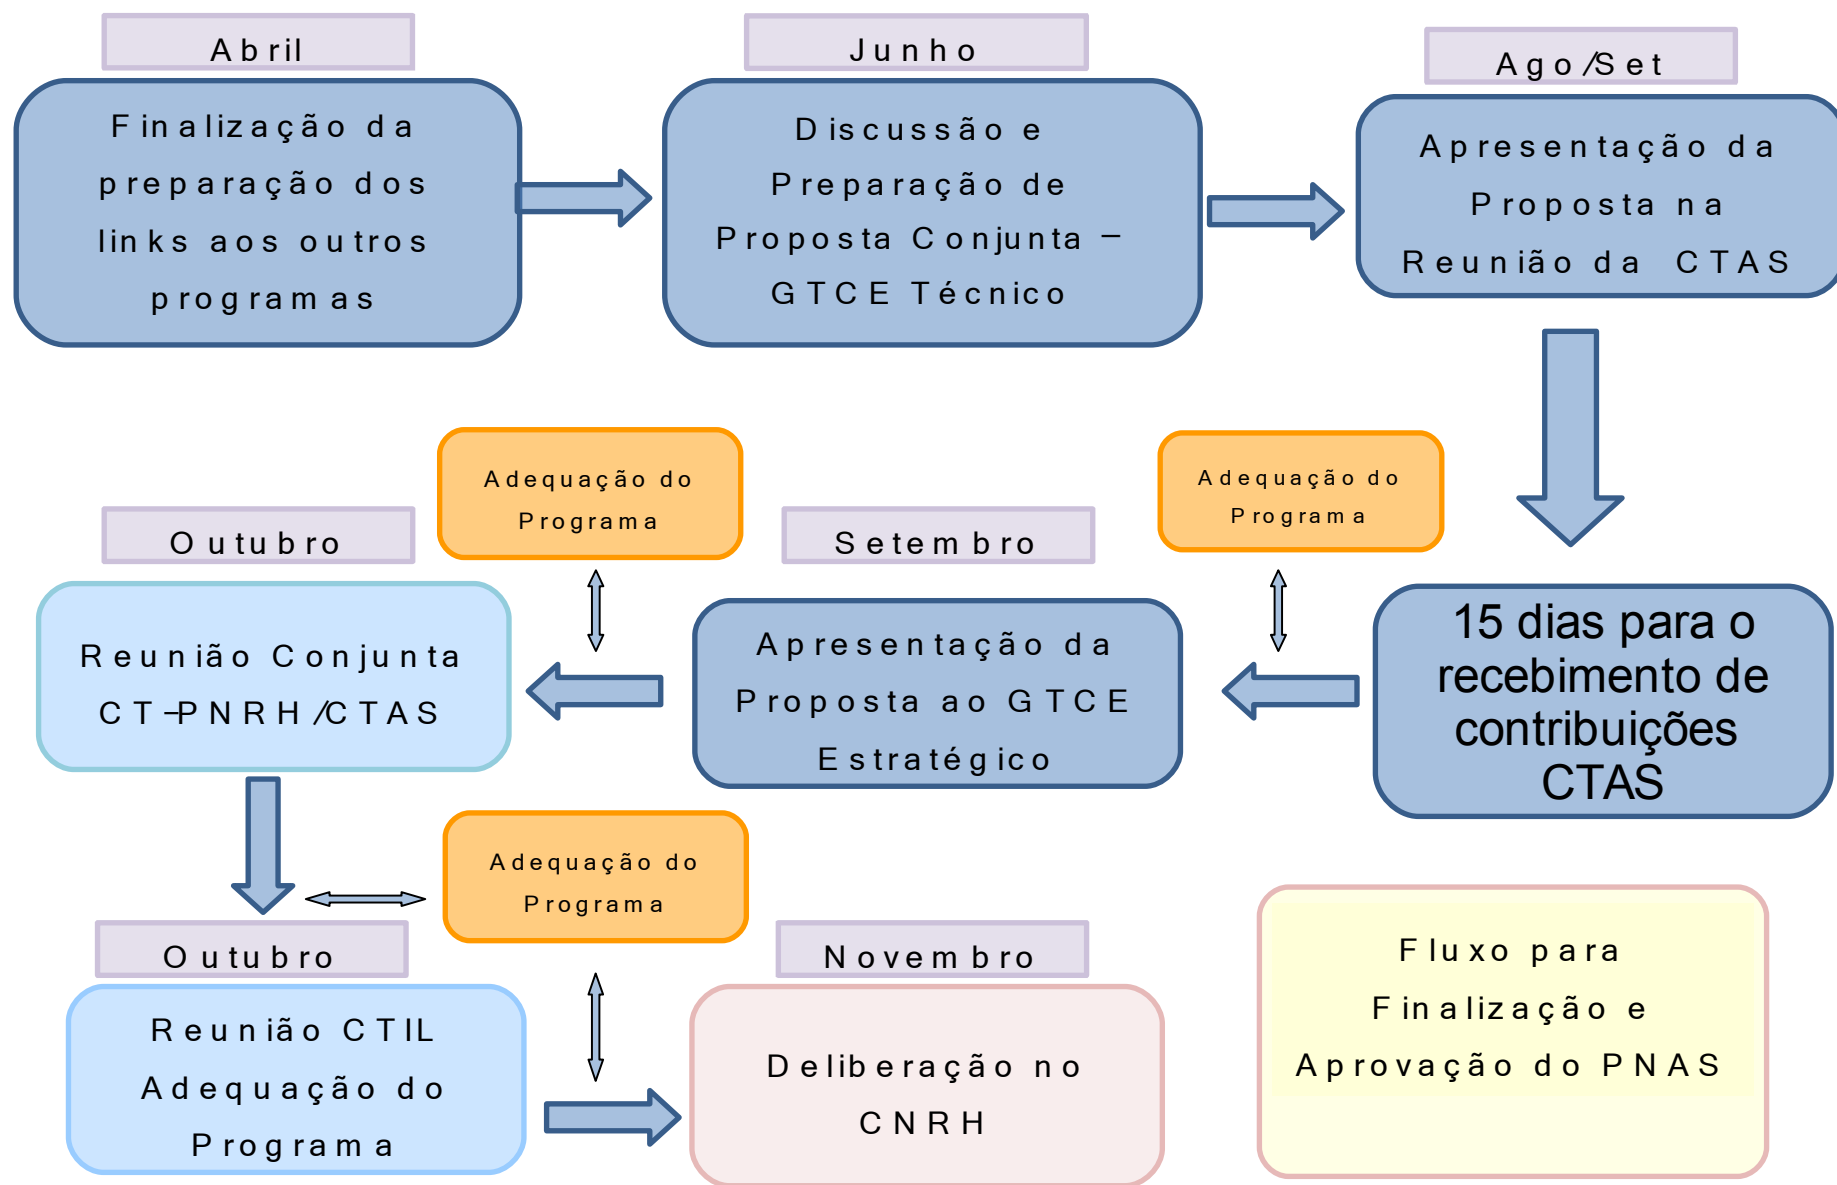 Abril
Finalização da
preparação dos
links aos outros
programas
Junho
Discussão e
Preparação de
Proposta Conjunta –
GTCE Técnico
Ago/Set
Apresentação da
Proposta na
Reunião da CTAS
15 dias para o
recebimento de
contribuições
CTAS
Adequação do
Programa
Setembro
Apresentação da
Proposta ao GTCE
Estratégico
Adequação do
Programa
Outubro
Reunião Conjunta
CT–PNRH/CTAS
Adequação do
Programa
Outubro
Reunião CTIL
Adequação do
Programa
Novembro
Deliberação no
CNRH
Fluxo para
Finalização e
Aprovação do PNAS